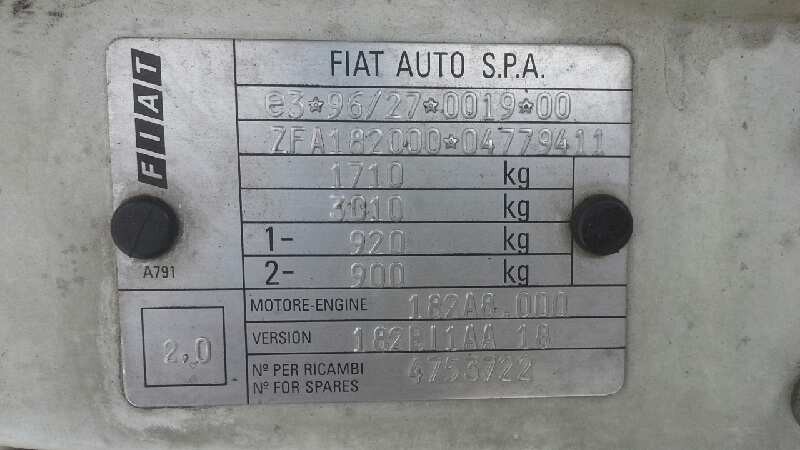 FIAT
FIAT AUTO S.P.A.
e3*96/27*0019*00
ZFA182000*04779411
1710 kg
3010 kg
1- 920 kg
2- 900 kg
A791
MOTORE-ENGINE 182A8.000
2,0
VERSION 182BI1AA 18
Nº PER RICAMBI
Nº FOR SPARES
4753722